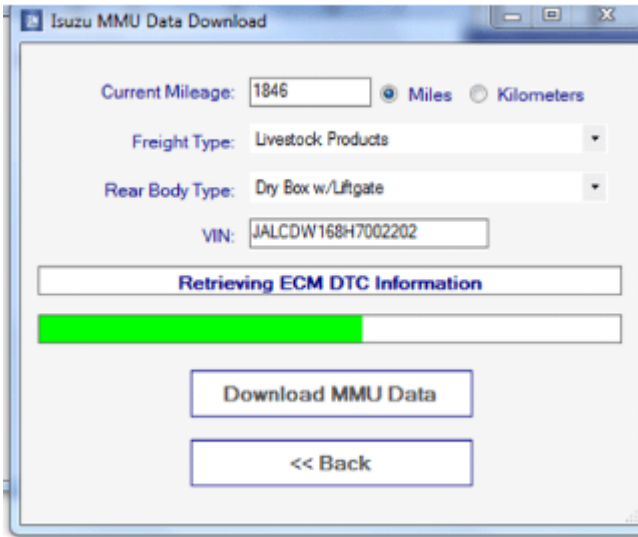 Isuzu MMU Data Download
Current Mileage: 1846 Miles Kilometers
Freight Type: Livestock Products
Rear Body Type: Dry Box w/Liftgate
VIN: JALCDW168H7002202
Retrieving ECM DTC Information
Download MMU Data
<< Back